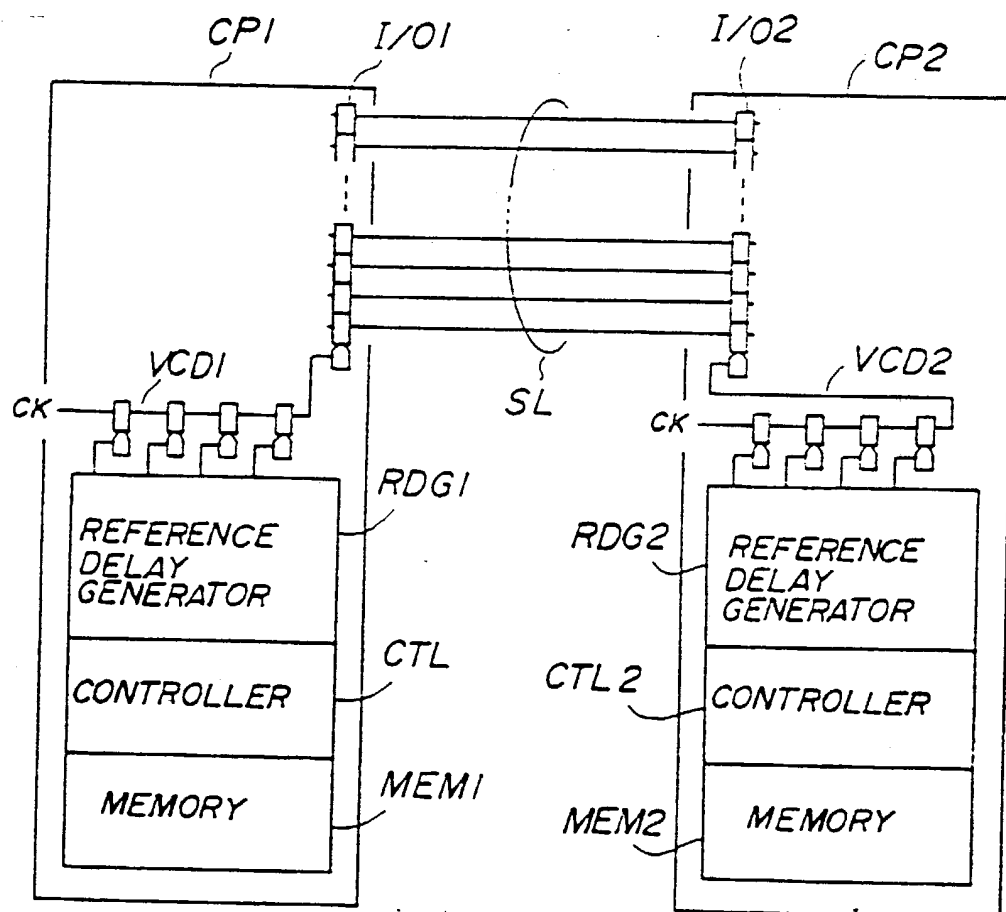 CP1
I/O1
I/O2
CP2
VCD1
CK
SL
VCD2
CK
RDG1
REFERENCE
DELAY
GENERATOR
RDG2
REFERENCE
DELAY
GENERATOR
CTL
CONTROLLER
CTL2
CONTROLLER
MEM1
MEMORY
MEM2
MEMORY